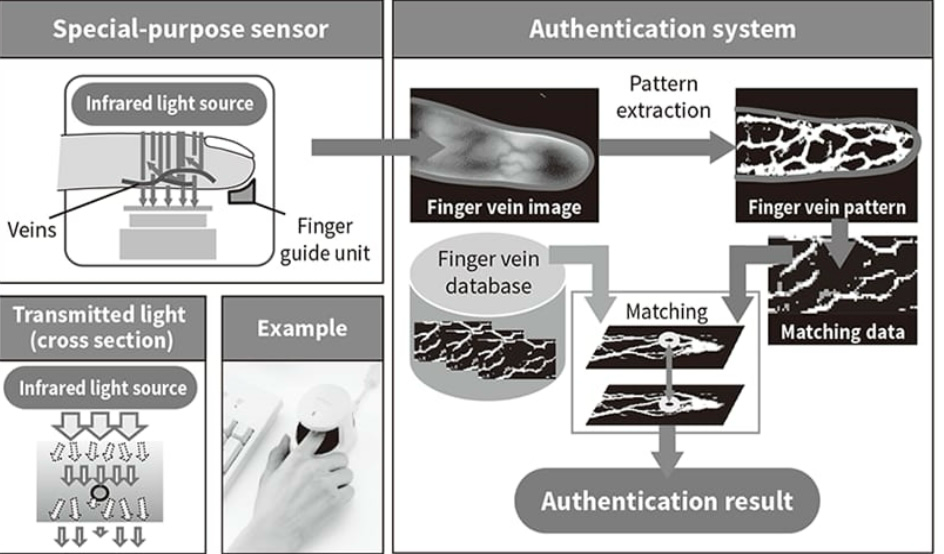 Special-purpose sensor
Infrared light source
Veins
Finger
guide unit
Transmitted light
(cross section)
Infrared light source
Example
Authentication system
Pattern
extraction
Finger vein image
Finger vein pattern
Finger vein
database
Matching
Matching data
Authentication result